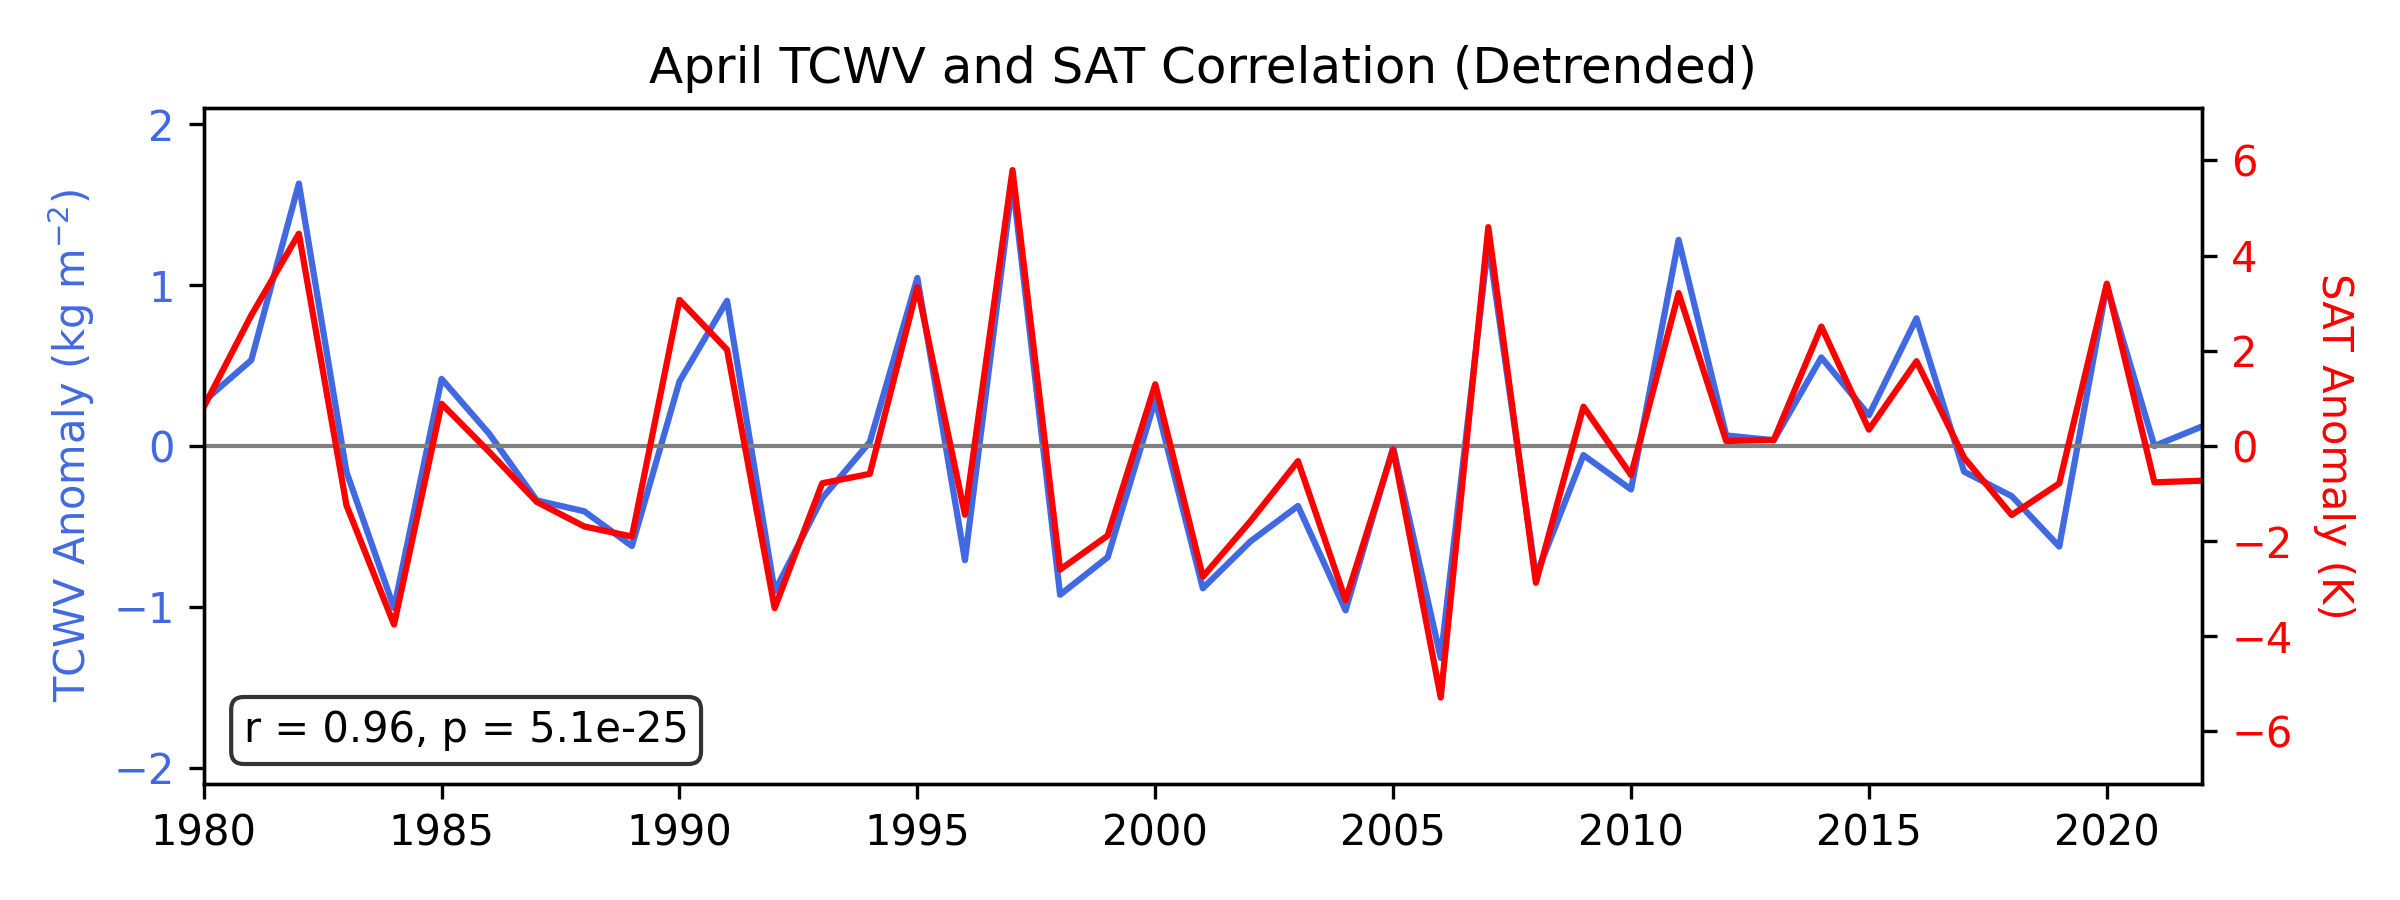 April TCWV and SAT Correlation (Detrended)
TCWV Anomaly (kg m⁻²)
2
1
0
−1
−2
r = 0.96, p = 5.1e-25
1980 1985 1990 1995 2000 2005 2010 2015 2020
6
4
2
0
−2
−4
−6
SAT Anomaly (K)